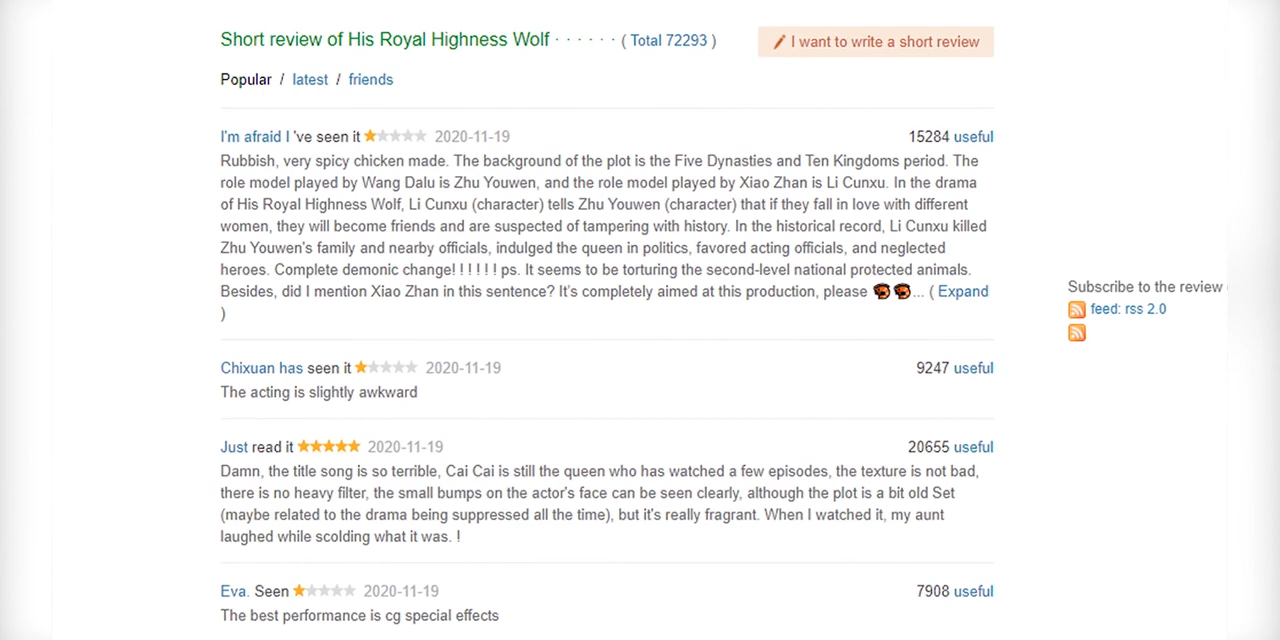 Short review of His Royal Highness Wolf · · · · · · ( Total 72293 )
I want to write a short review
Popular / latest / friends
I'm afraid I 've seen it 2020-11-19 15284 useful
Rubbish, very spicy chicken made. The background of the plot is the Five Dynasties and Ten Kingdoms period. The
role model played by Wang Dalu is Zhu Youwen, and the role model played by Xiao Zhan is Li Cunxu. In the drama
of His Royal Highness Wolf, Li Cunxu (character) tells Zhu Youwen (character) that if they fall in love with different
women, they will become friends and are suspected of tampering with history. In the historical record, Li Cunxu killed
Zhu Youwen's family and nearby officials, indulged the queen in politics, favored acting officials, and neglected
heroes. Complete demonic change! ! ! ! ! ! ps. It seems to be torturing the second-level national protected animals.
Besides, did I mention Xiao Zhan in this sentence? It's completely aimed at this production, please ... ( Expand
)
Subscribe to the review
feed: rss 2.0
Chixuan has seen it 2020-11-19 9247 useful
The acting is slightly awkward
Just read it 2020-11-19 20655 useful
Damn, the title song is so terrible, Cai Cai is still the queen who has watched a few episodes, the texture is not bad,
there is no heavy filter, the small bumps on the actor's face can be seen clearly, although the plot is a bit old Set
(maybe related to the drama being suppressed all the time), but it's really fragrant. When I watched it, my aunt
laughed while scolding what it was. !
Eva. Seen 2020-11-19 7908 useful
The best performance is cg special effects